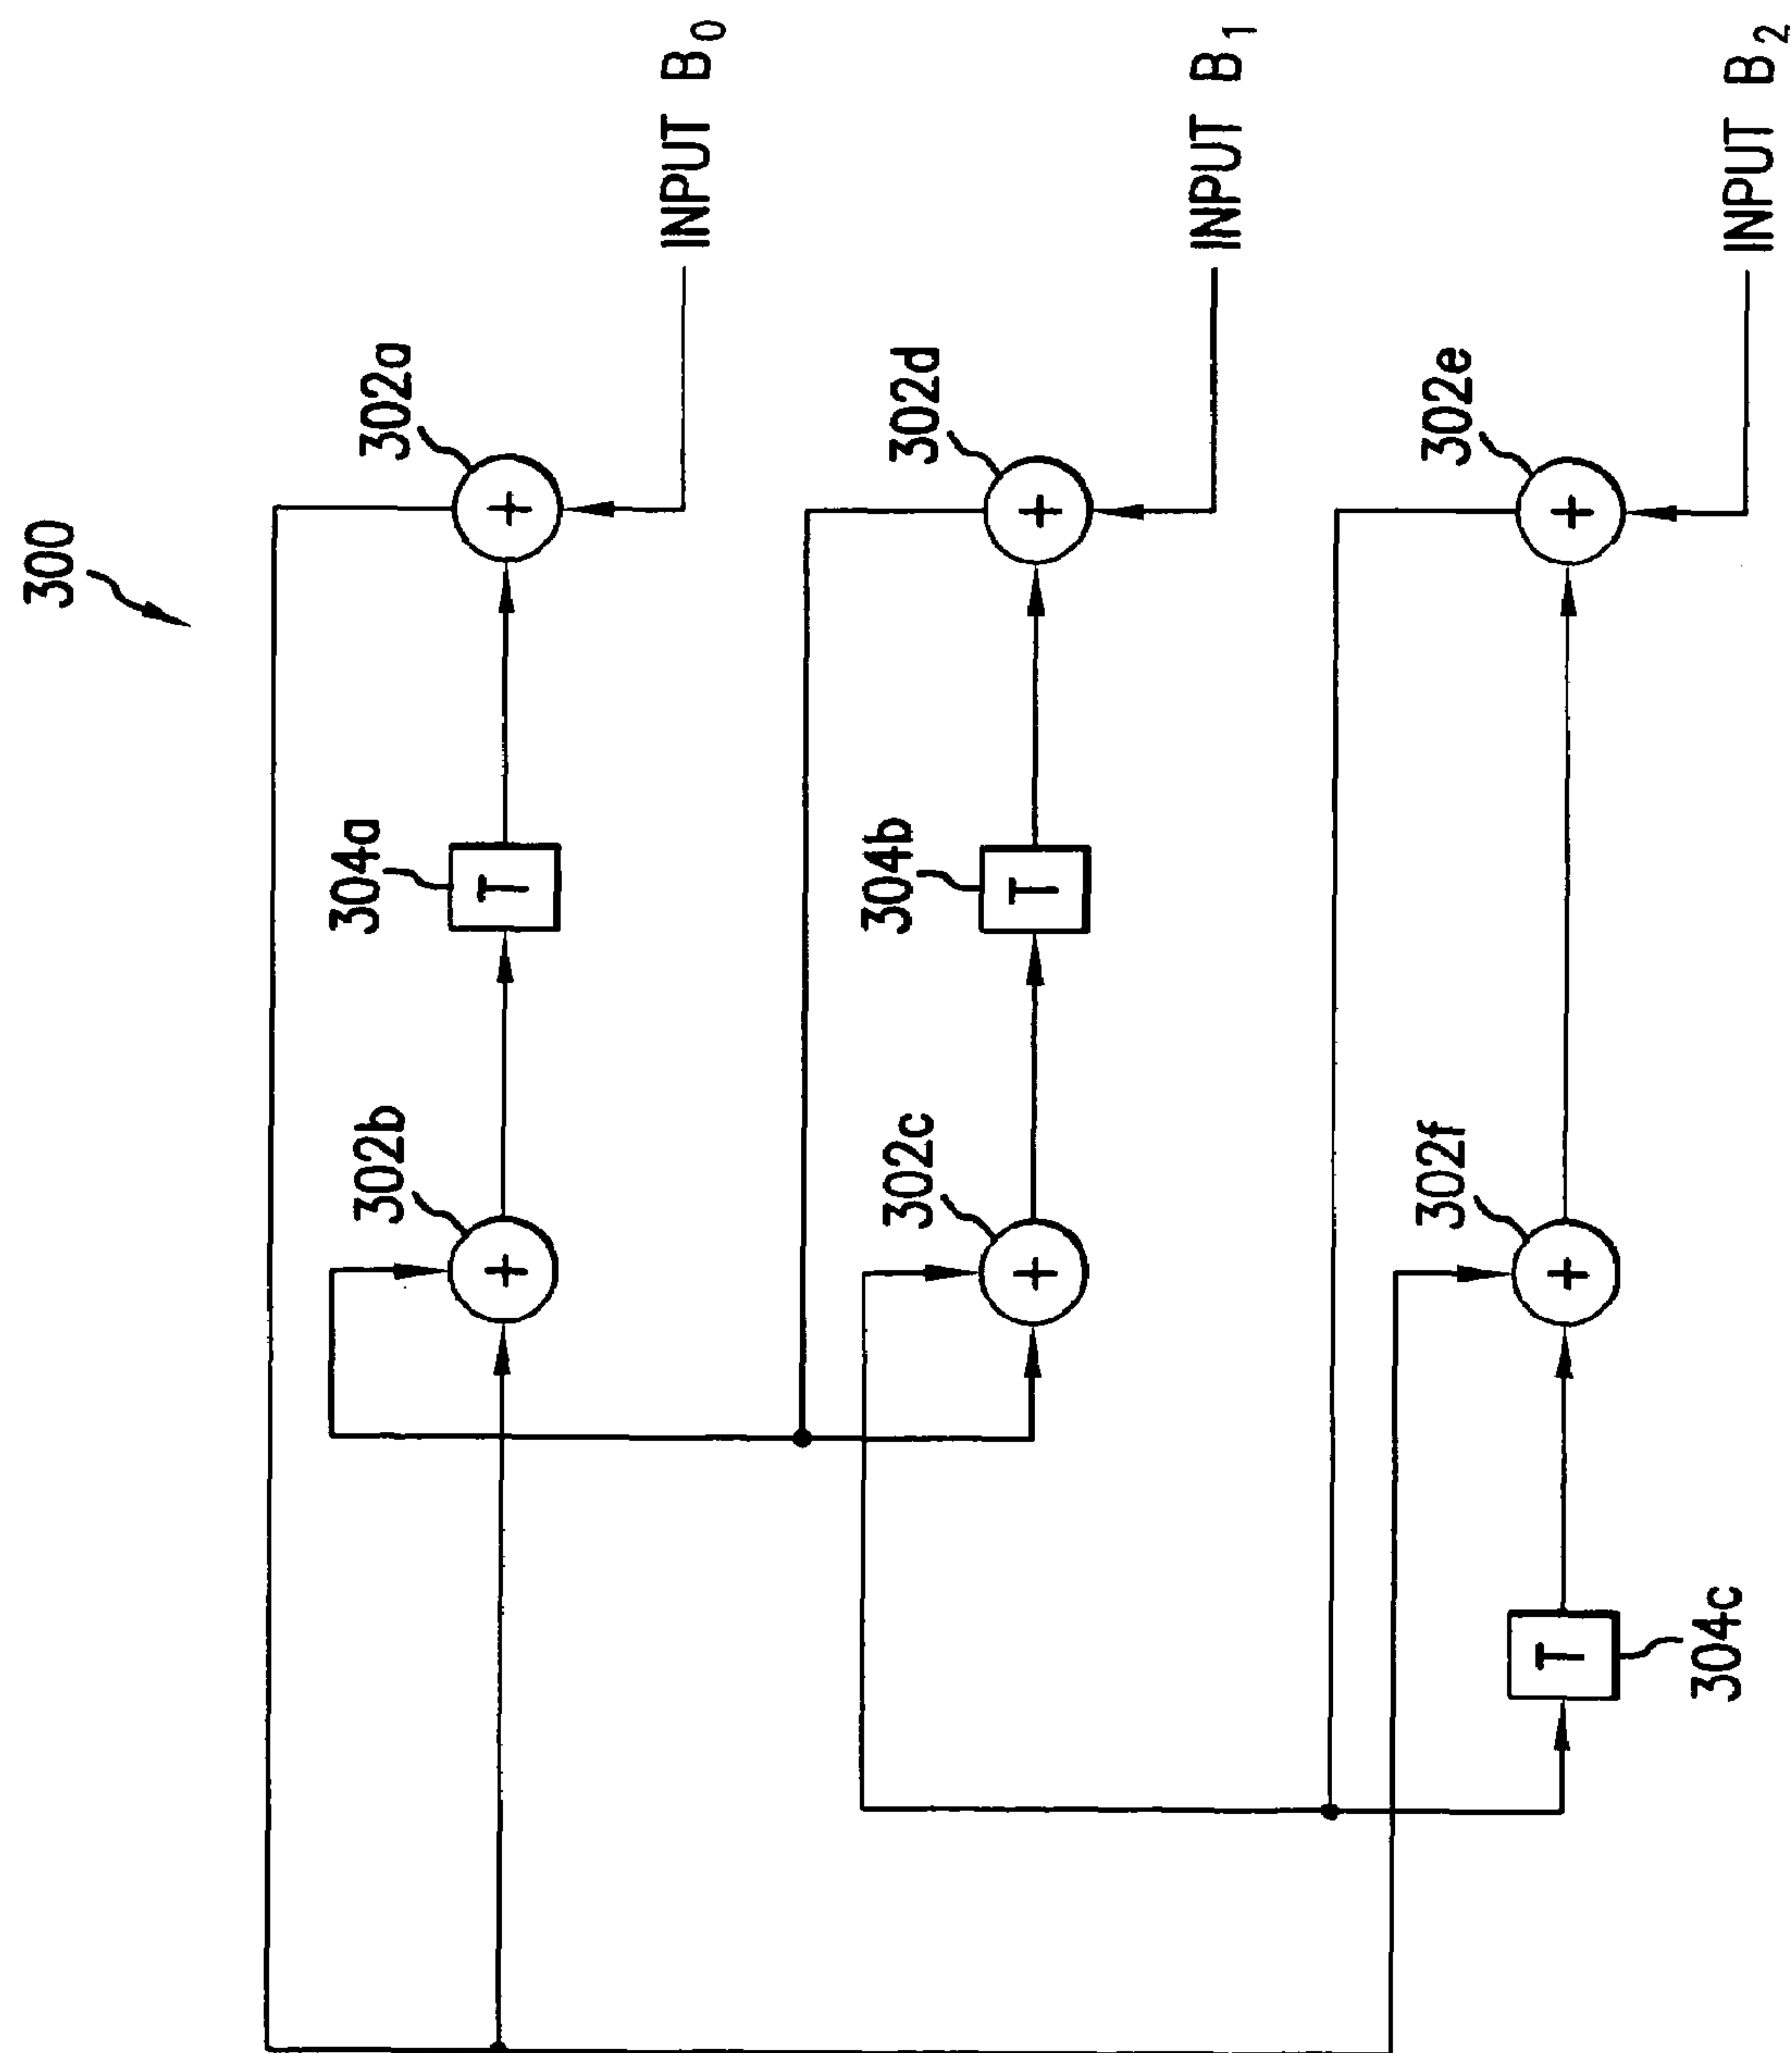 300
302a
304a
302b
INPUT B0
302d
304b
302c
INPUT B1
302e
302f
304c
INPUT B2
+
T
+
+
T
+
+
+
T